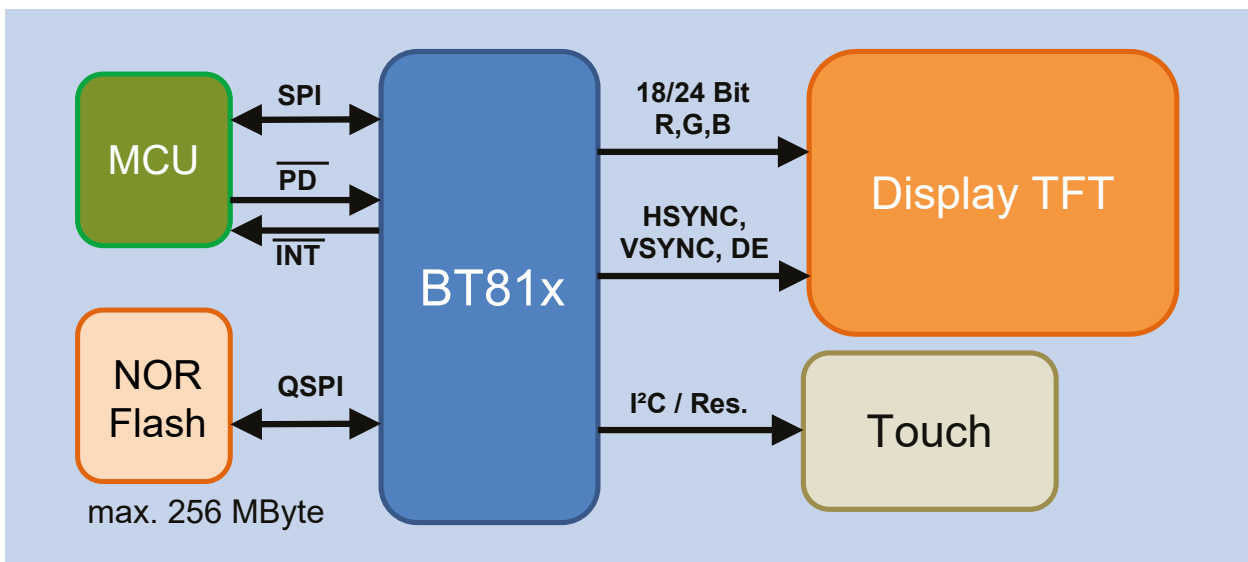 MCU
SPI
PD
INT
NOR
Flash
QSPI
max. 256 MByte
BT81x
18/24 Bit
R,G,B
HSYNC,
VSYNC, DE
I²C / Res.
Display TFT
Touch